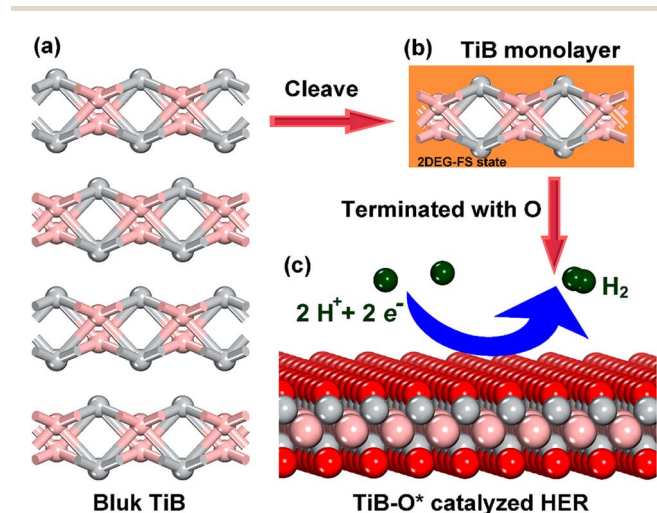 (a)
(b)
TiB monolayer
Cleave
2DEG-FS state
Terminated with O
(c)
2 H⁺+ 2 e⁻
H₂
Bluk TiB
TiB-O* catalyzed HER